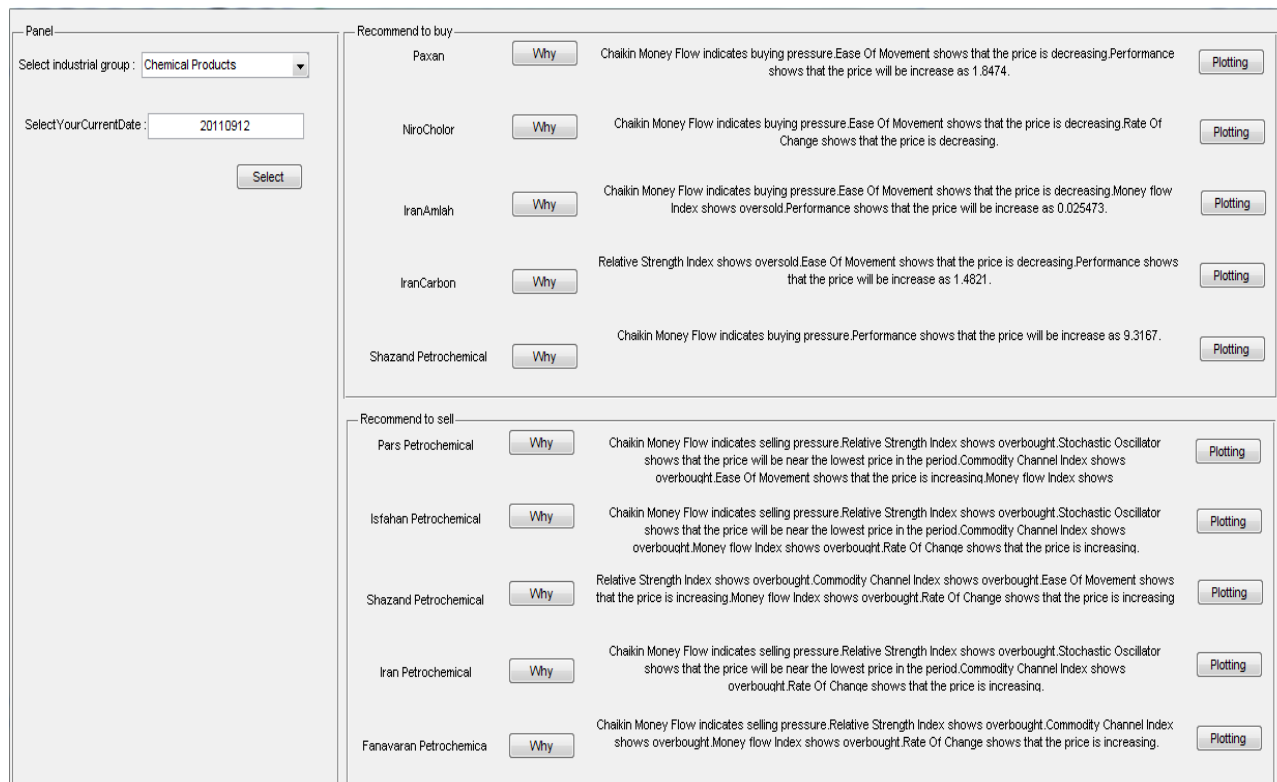 Panel
Select industrial group :
Chemical Products
SelectYourCurrentDate :
20110912
Select
Recommend to buy
Paxan
Why
Chaikin Money Flow indicates buying pressure.Ease Of Movement shows that the price is decreasing.Performance
shows that the price will be increase as 1.8474.
Plotting
NiroCholor
Why
Chaikin Money Flow indicates buying pressure.Ease Of Movement shows that the price is decreasing.Rate Of
Change shows that the price is decreasing.
Plotting
IranAmlah
Why
Chaikin Money Flow indicates buying pressure.Ease Of Movement shows that the price is decreasing.Money flow
Index shows oversold.Performance shows that the price will be increase as 0.025473.
Plotting
IranCarbon
Why
Relative Strength Index shows oversold.Ease Of Movement shows that the price is decreasing.Performance shows
that the price will be increase as 1.4821.
Plotting
Shazand Petrochemical
Why
Chaikin Money Flow indicates buying pressure.Performance shows that the price will be increase as 9.3167.
Plotting
Recommend to sell
Pars Petrochemical
Why
Chaikin Money Flow indicates selling pressure.Relative Strength Index shows overbought.Stochastic Oscillator
shows that the price will be near the lowest price in the period.Commodity Channel Index shows
overbought.Ease Of Movement shows that the price is increasing.Money flow Index shows
Plotting
Isfahan Petrochemical
Why
Chaikin Money Flow indicates selling pressure.Relative Strength Index shows overbought.Stochastic Oscillator
shows that the price will be near the lowest price in the period.Commodity Channel Index shows
overbought.Money flow Index shows overbought.Rate Of Change shows that the price is increasing.
Plotting
Shazand Petrochemical
Why
Relative Strength Index shows overbought.Commodity Channel Index shows overbought.Ease Of Movement shows
that the price is increasing.Money flow Index shows overbought.Rate Of Change shows that the price is increasing
Plotting
Iran Petrochemical
Why
Chaikin Money Flow indicates selling pressure.Relative Strength Index shows overbought.Stochastic Oscillator
shows that the price will be near the lowest price in the period.Commodity Channel Index shows
overbought.Rate Of Change shows that the price is increasing.
Plotting
Fanavaran Petrochemica
Why
Chaikin Money Flow indicates selling pressure.Relative Strength Index shows overbought.Commodity Channel Index
shows overbought.Money flow Index shows overbought.Rate Of Change shows that the price is increasing.
Plotting